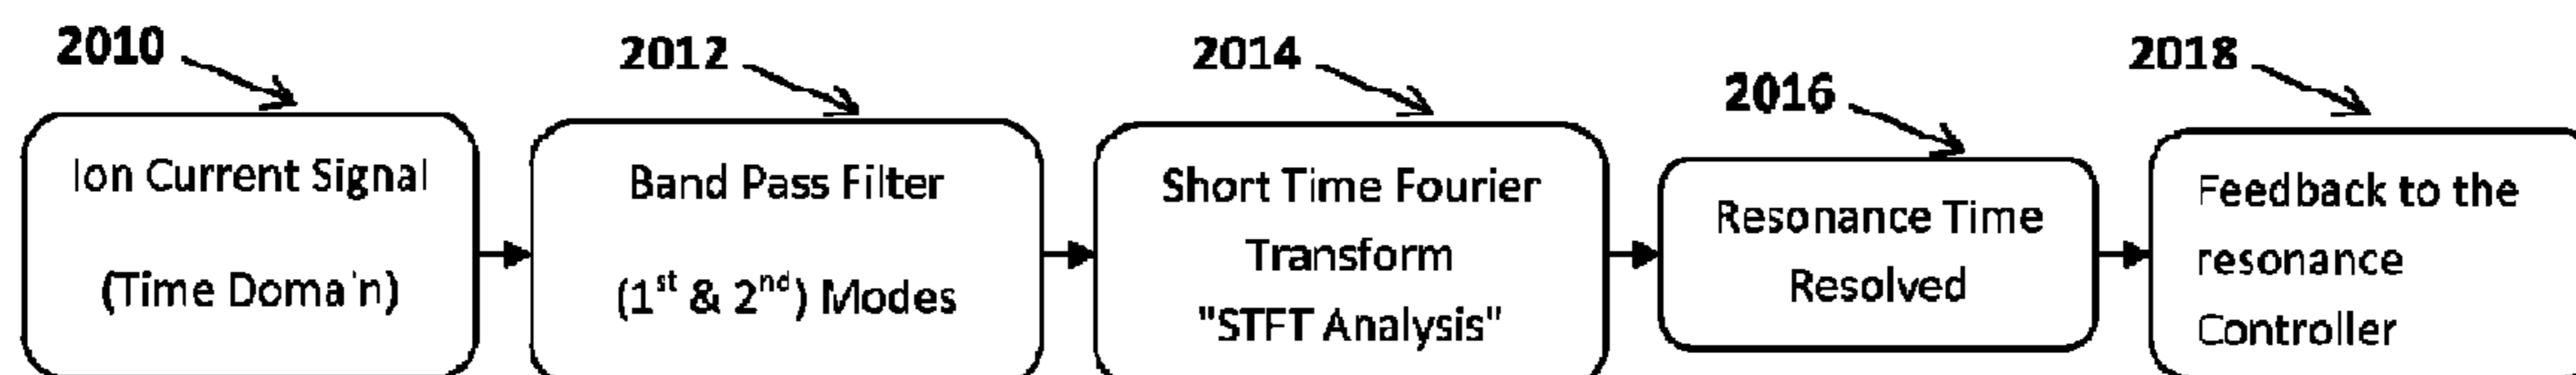 2010
2012
2014
2016
2018
Ion Current Signal
(Time Domain)
Band Pass Filter
(1st & 2nd) Modes
Short Time Fourier
Transform
"STFT Analysis"
Resonance Time
Resolved
Feedback to the
resonance
Controller